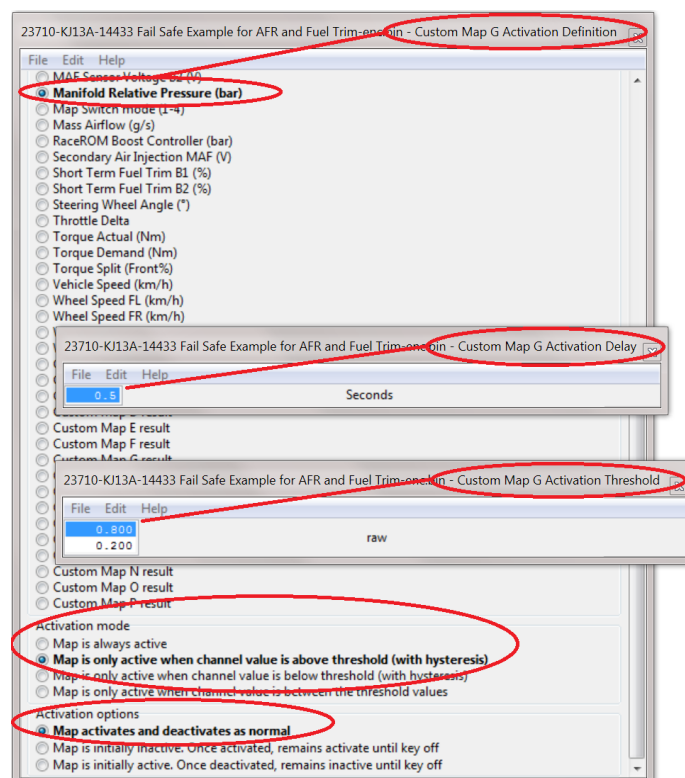 23710-KJ13A-14433 Fail Safe Example for AFR and Fuel Trim-enc.bin - Custom Map G Activation Definition
File Edit Help
MAF Sensor Voltage B2 (V)
Manifold Relative Pressure (bar)
Map Switch mode (1-4)
Mass Airflow (g/s)
RaceROM Boost Controller (bar)
Secondary Air Injection MAF (V)
Short Term Fuel Trim B1 (%)
Short Term Fuel Trim B2 (%)
Steering Wheel Angle (°)
Throttle Delta
Torque Actual (Nm)
Torque Demand (Nm)
Torque Split (Front%)
Vehicle Speed (km/h)
Wheel Speed FL (km/h)
Wheel Speed FR (km/h)
23710-KJ13A-14433 Fail Safe Example for AFR and Fuel Trim-enc.bin - Custom Map G Activation Delay
File Edit Help
0.5 Seconds
Custom Map E result
Custom Map F result
Custom Map G result
23710-KJ13A-14433 Fail Safe Example for AFR and Fuel Trim-enc.bin - Custom Map G Activation Threshold
File Edit Help
0.800
0.200
raw
Custom Map N result
Custom Map O result
Custom Map P result
Activation mode
Map is always active
Map is only active when channel value is above threshold (with hysteresis)
Map is only active when channel value is below threshold (with hysteresis)
Map is only active when channel value is between the threshold values
Activation options
Map activates and deactivates as normal
Map is initially inactive. Once activated, remains activate until key off
Map is initially active. Once deactivated, remains inactive until key off